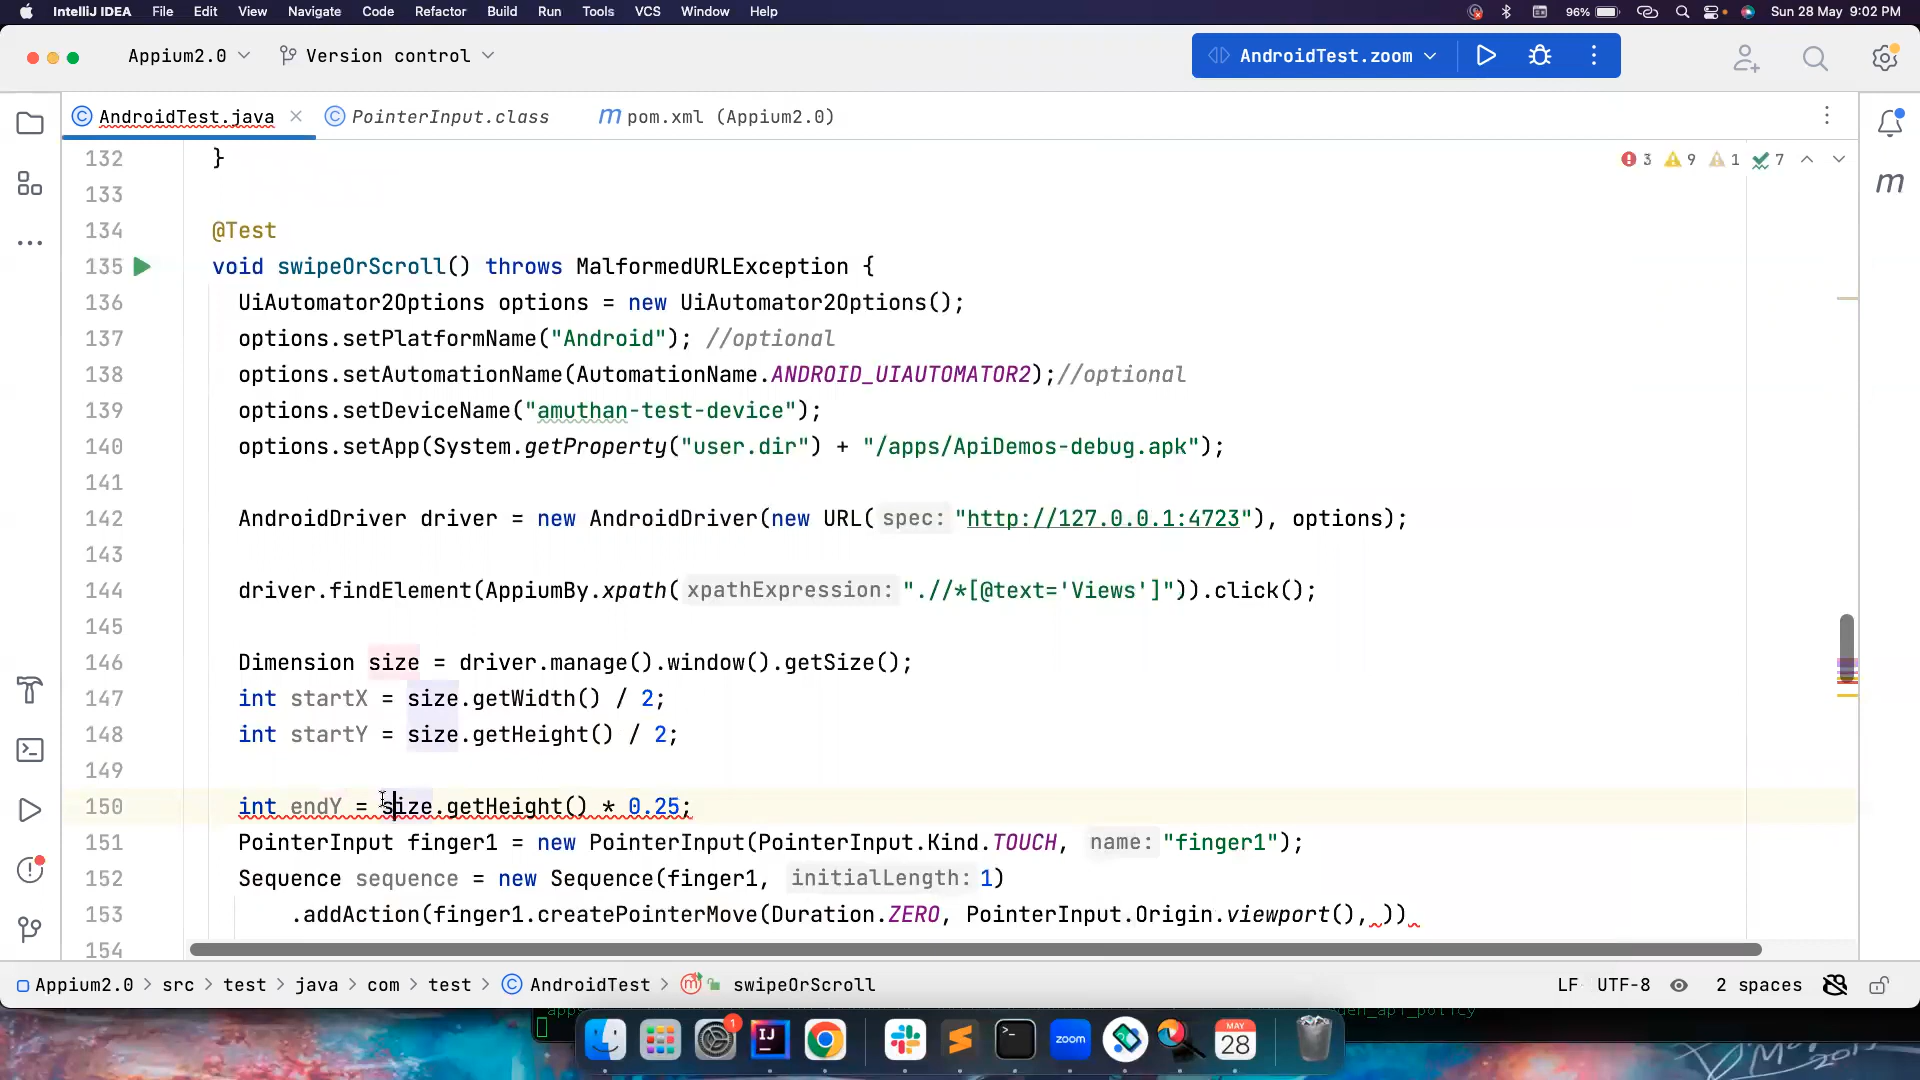 IntelliJ IDEA File Edit View Navigate Code Refactor Build Run Tools VCS Window Help 96% Sun 28 May 9:02 PM
Appium2.0 Version control AndroidTest.zoom
AndroidTest.java PointerInput.class pom.xml (Appium2.0)
3 9 1 7
132 }
133
134 @Test
135 void swipeOrScroll() throws MalformedURLException {
136 UiAutomator2Options options = new UiAutomator2Options();
137 options.setPlatformName("Android"); //optional
138 options.setAutomationName(AutomationName.ANDROID_UIAUTOMATOR2);//optional
139 options.setDeviceName("amuthan-test-device");
140 options.setApp(System.getProperty("user.dir") + "/apps/ApiDemos-debug.apk");
141
142 AndroidDriver driver = new AndroidDriver(new URL( spec: "http://127.0.0.1:4723"), options);
143
144 driver.findElement(AppiumBy.xpath( xpathExpression: ".//*[@text='Views']")).click();
145
146 Dimension size = driver.manage().window().getSize();
147 int startX = size.getWidth() / 2;
148 int startY = size.getHeight() / 2;
149
150 int endY = size.getHeight() * 0.25;
151 PointerInput finger1 = new PointerInput(PointerInput.Kind.TOUCH, name: "finger1");
152 Sequence sequence = new Sequence(finger1, initialLength: 1)
153 .addAction(finger1.createPointerMove(Duration.ZERO, PointerInput.Origin.viewport(), ))
154
Appium2.0 > src > test > java > com > test > AndroidTest > swipeOrScroll LF UTF-8 2 spaces
zoom
MAY
28
1